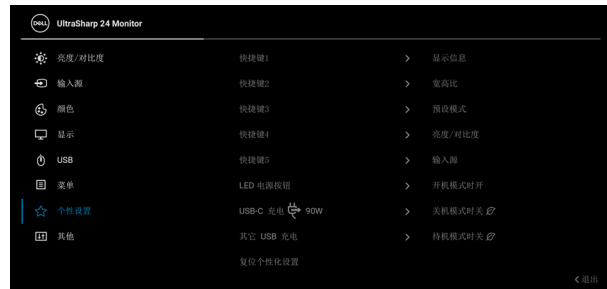 DELL UltraSharp 24 Monitor
亮度/对比度 快捷键1 显示信息
输入源 快捷键2 宽高比
颜色 快捷键3 预设模式
显示 快捷键4 亮度/对比度
USB 快捷键5 输入源
菜单 LED 电源按钮 开机模式时开
个性设置 USB-C 充电 90W 关机模式时关
其他 其它 USB 充电 待机模式时关
复位个性化设置
退出